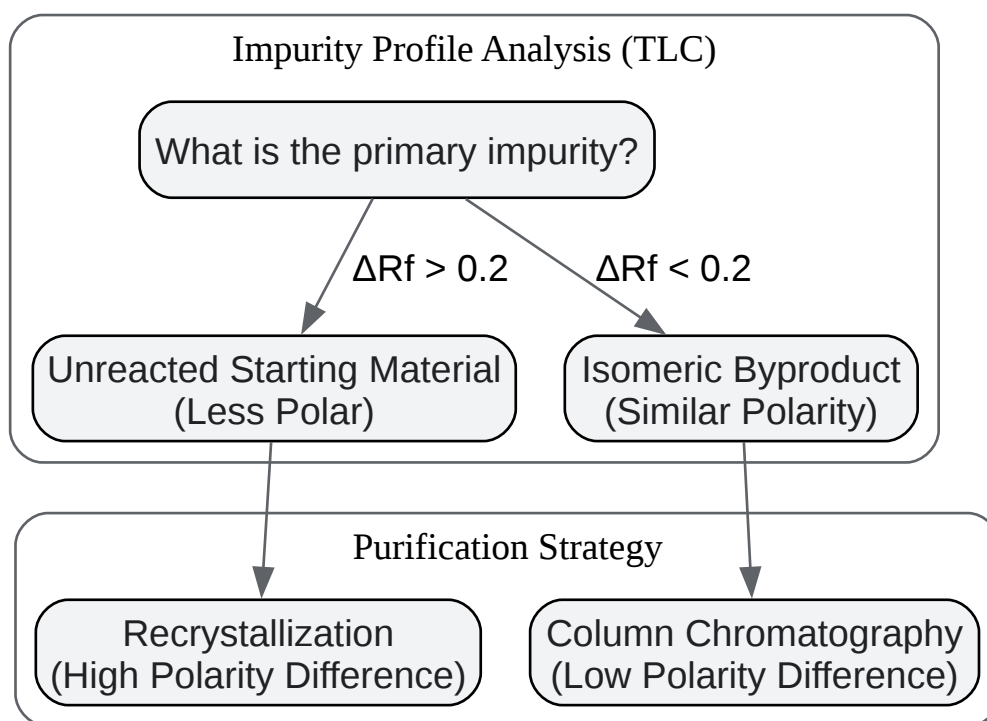 Impurity Profile Analysis (TLC)
What is the primary impurity?
ΔRf > 0.2
ΔRf < 0.2
Unreacted Starting Material
(Less Polar)
Isomeric Byproduct
(Similar Polarity)
Purification Strategy
Recrystallization
(High Polarity Difference)
Column Chromatography
(Low Polarity Difference)